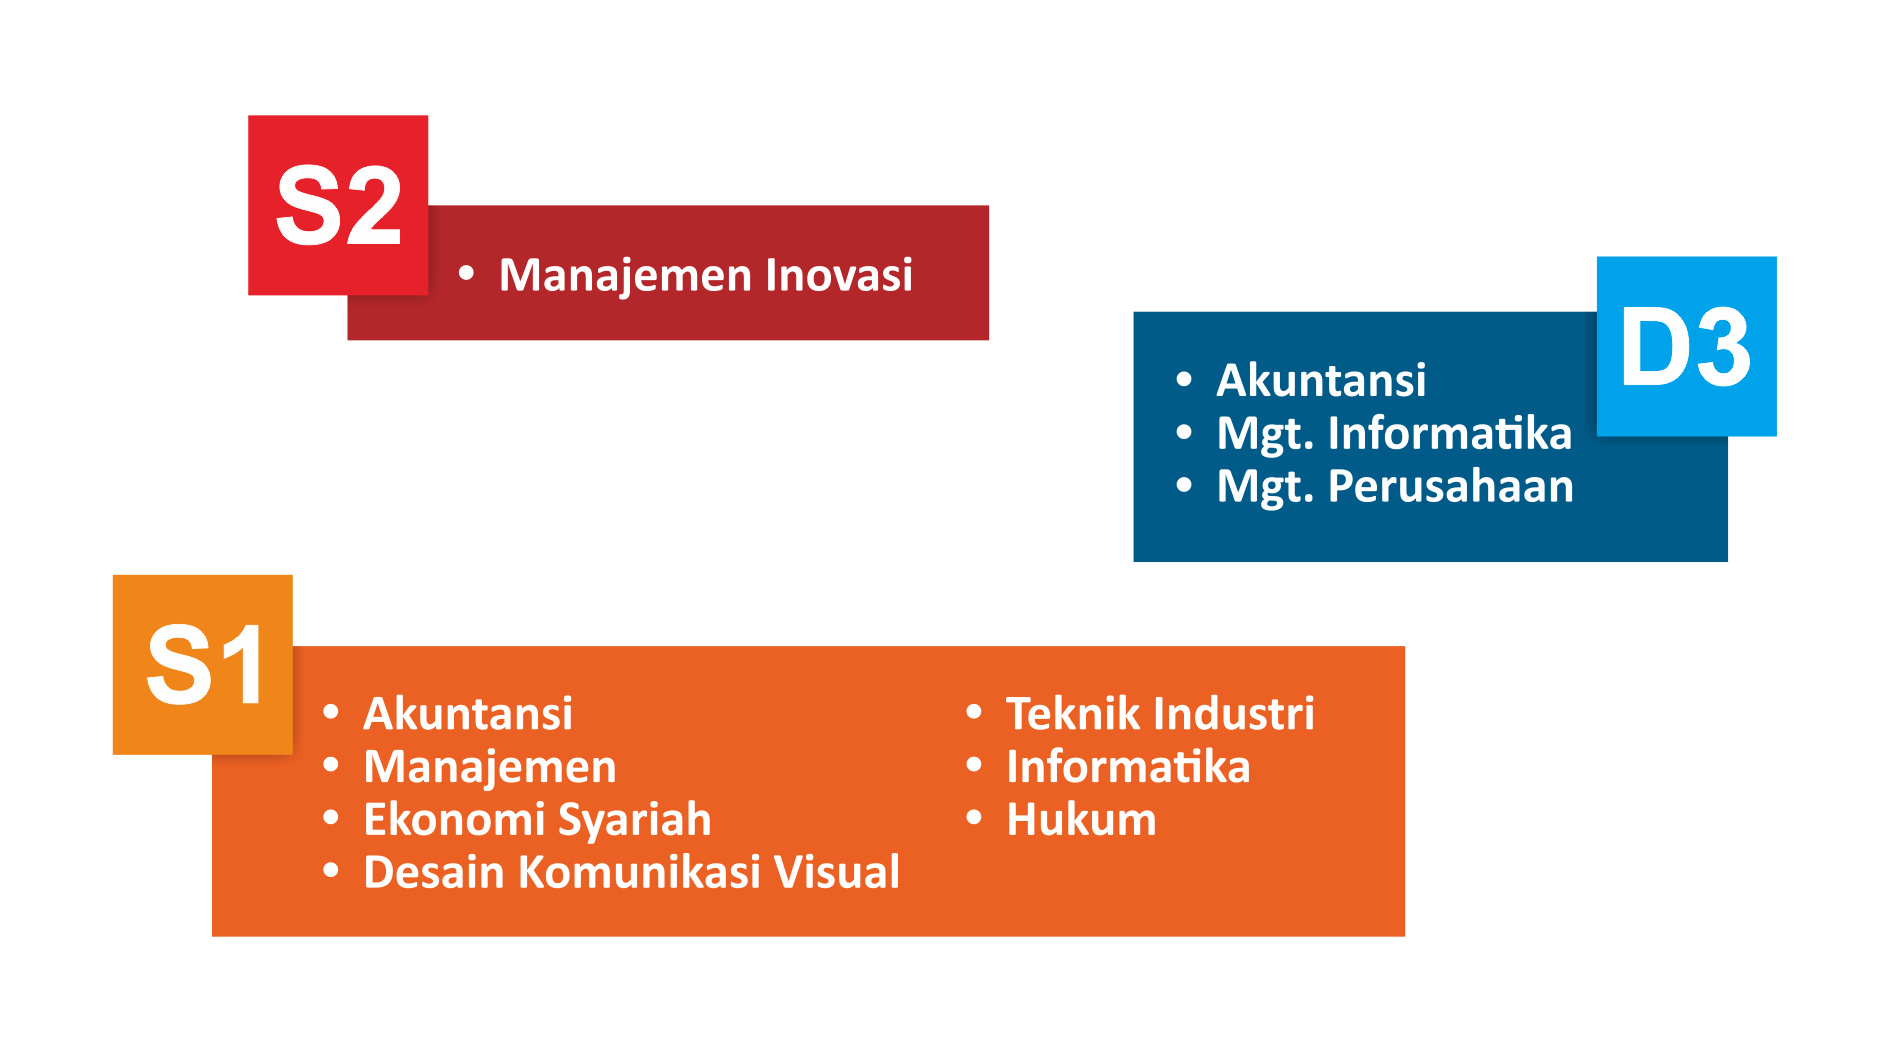 S2
• Manajemen Inovasi
D3
• Akuntansi
• Mgt. Informatika
• Mgt. Perusahaan
S1
• Akuntansi
• Manajemen
• Ekonomi Syariah
• Desain Komunikasi Visual
• Teknik Industri
• Informatika
• Hukum